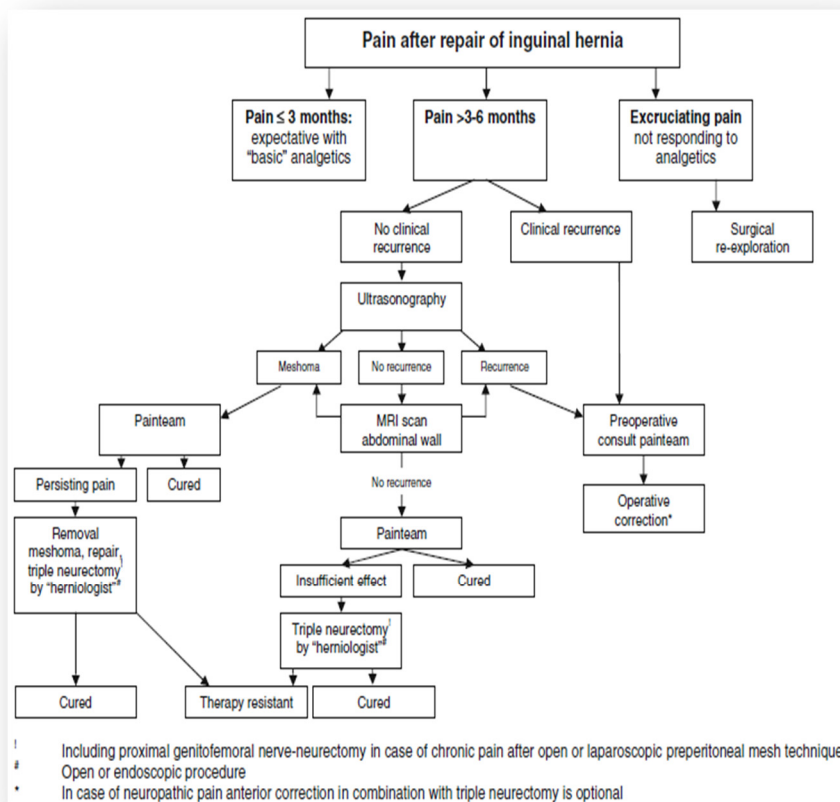 Pain after repair of inguinal hernia
Pain ≤ 3 months:
expectative with
"basic" analgetics
Pain >3-6 months
Excruciating pain
not responding to
analgetics
No clinical
recurrence
Clinical recurrence
Surgical
re-exploration
Ultrasonography
Meshoma
No recurrence
Recurrence
Painteam
MRI scan
abdominal wall
Preoperative
consult painteam
Persisting pain
Cured
No recurrence
Operative
correction*
Removal
meshoma, repair,
triple neurectomy!
by "herniologist"#
Painteam
Insufficient effect
Cured
Triple neurectomy!
by "herniologist"#
Cured
Therapy resistant
Cured
! Including proximal genitofemoral nerve-neurectomy in case of chronic pain after open or laparoscopic preperitoneal mesh technique
# Open or endoscopic procedure
* In case of neuropathic pain anterior correction in combination with triple neurectomy is optional